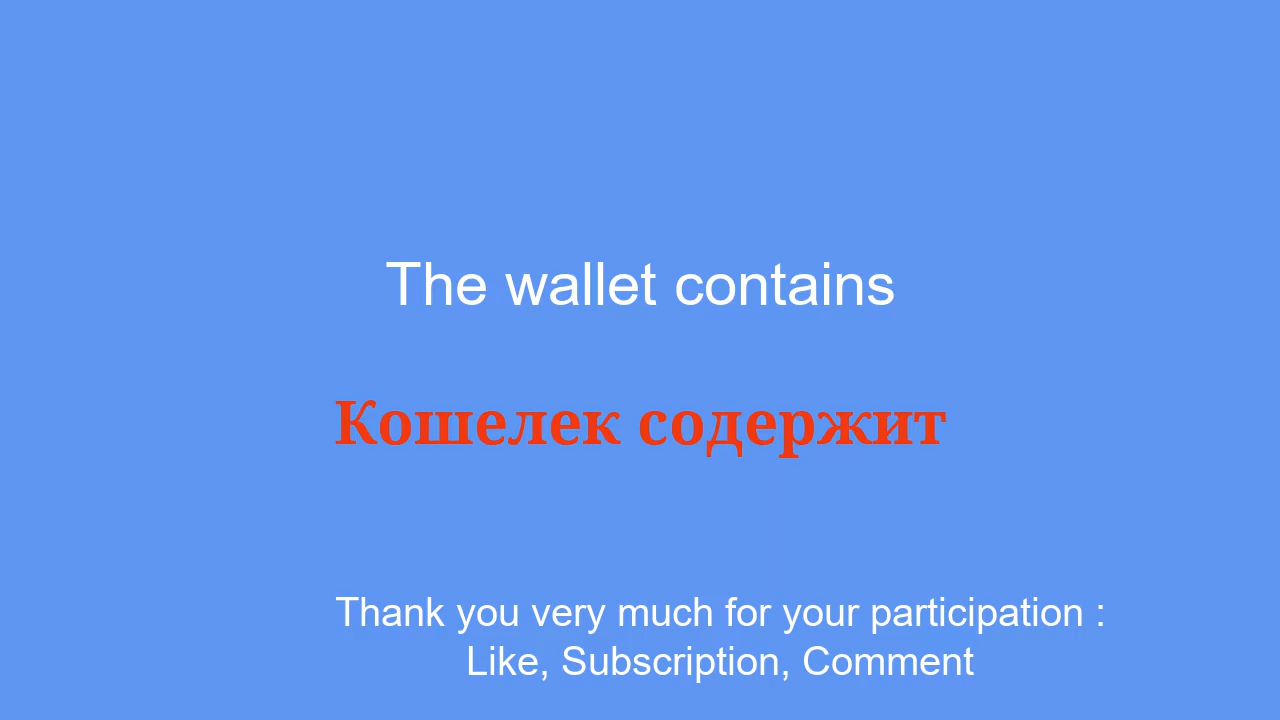 The wallet contains
Кошелек содержит
Thank you very much for your participation :
Like, Subscription, Comment